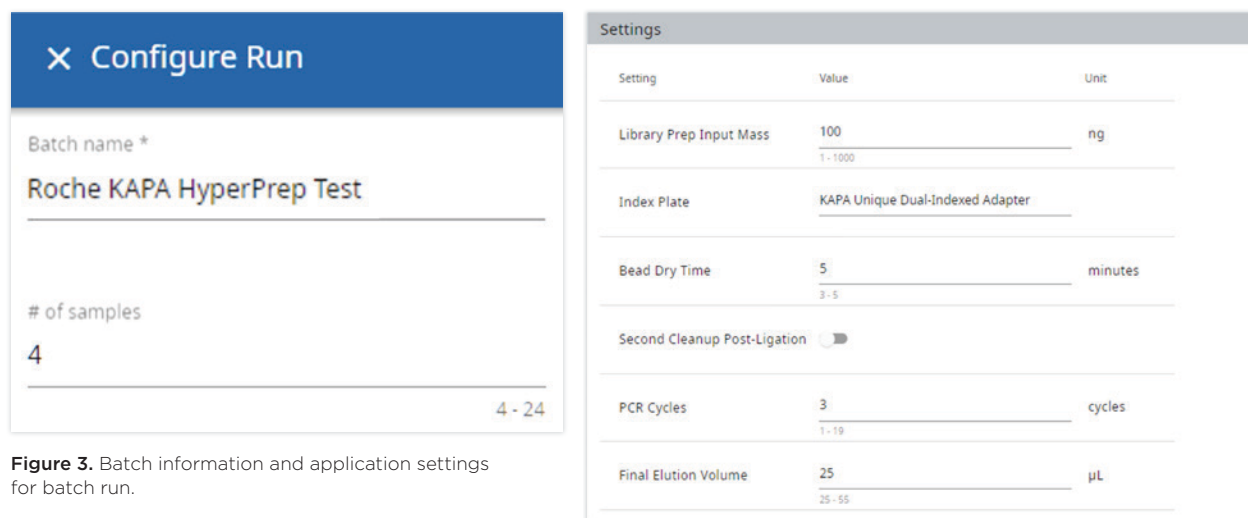 × Configure Run
Batch name *
Roche KAPA HyperPrep Test
# of samples
4
4 - 24
Figure 3. Batch information and application settings
for batch run.
Settings
Setting Value Unit
Library Prep Input Mass 100 ng
1 - 1000
Index Plate KAPA Unique Dual-Indexed Adapter
Bead Dry Time 5 minutes
3 - 5
Second Cleanup Post-Ligation
PCR Cycles 3 cycles
1 - 19
Final Elution Volume 25 µL
25 - 55